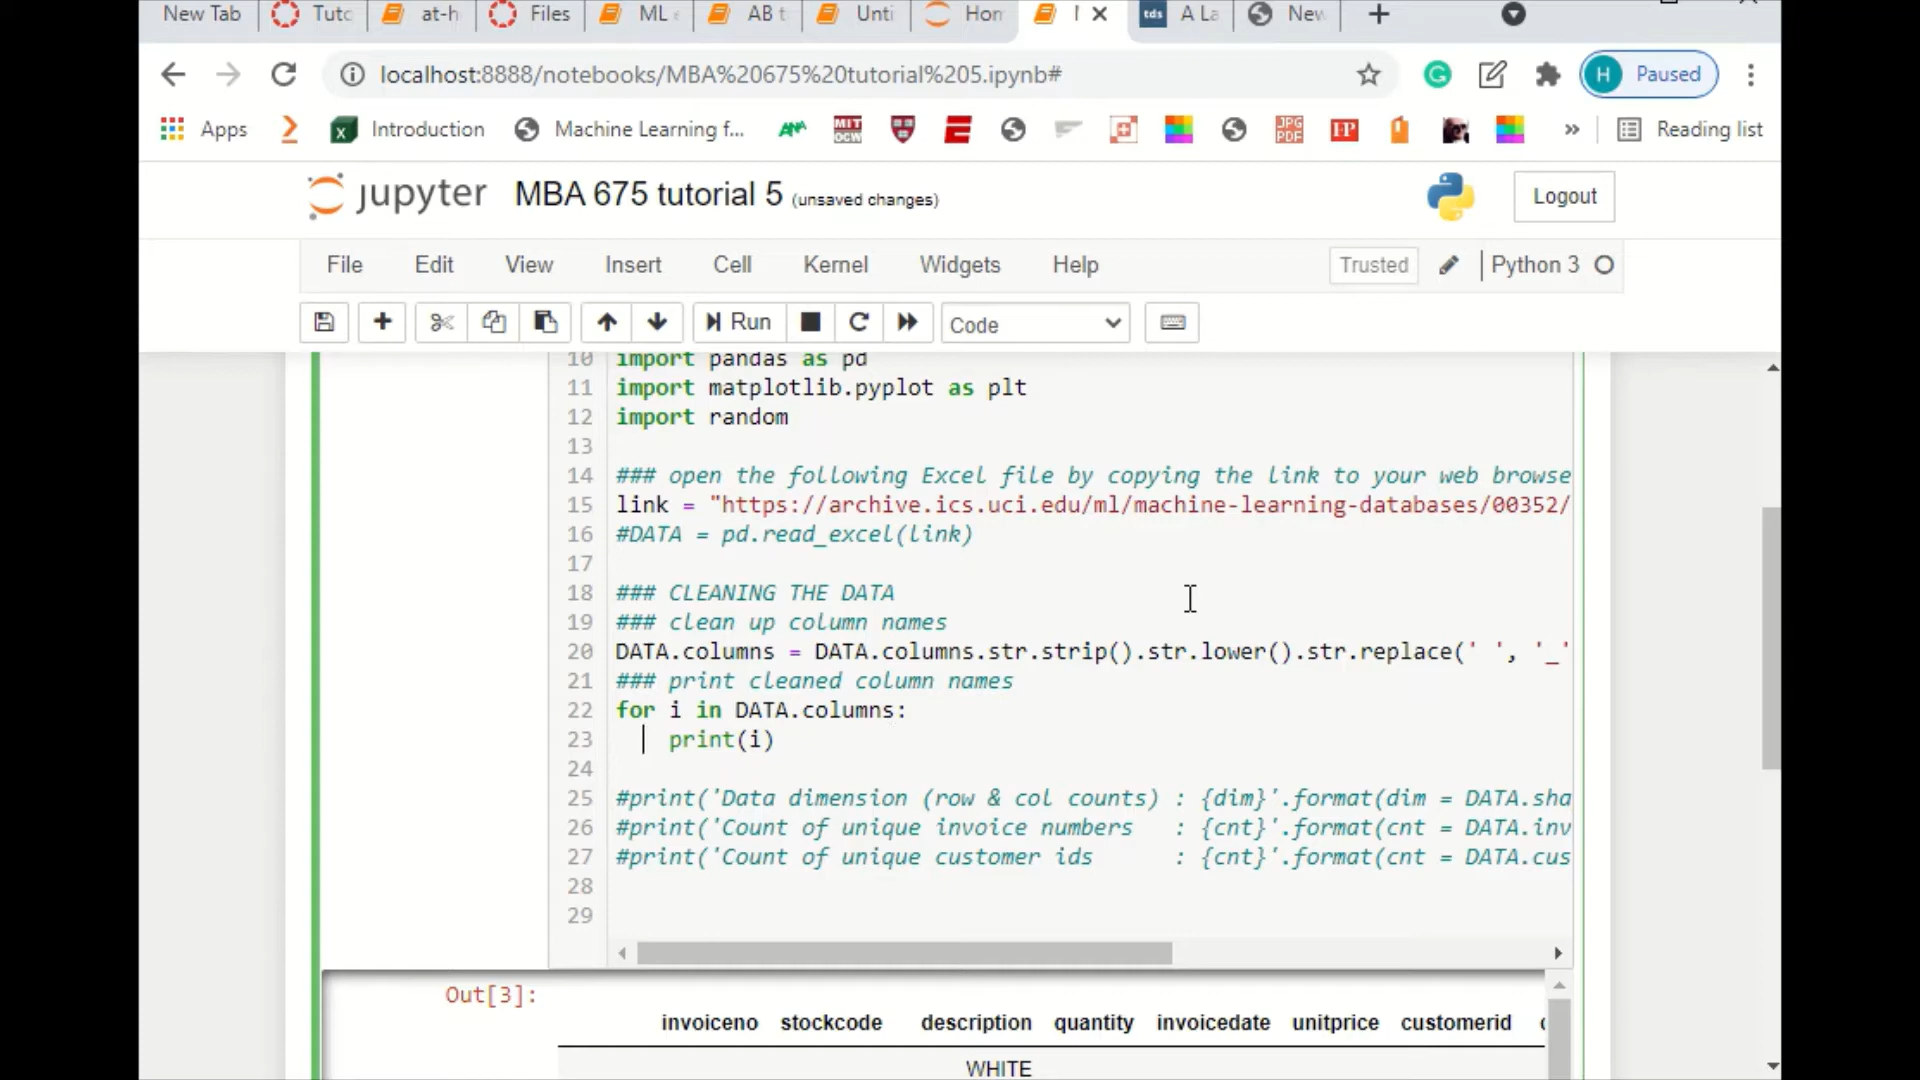 New Tab Tuto at-h Files ML AB t Unti Hom tds A La New
localhost:8888/notebooks/MBA%20675%20tutorial%205.ipynb#
H Paused
Apps Introduction Machine Learning f... MIT OCW JPG PDF EP » Reading list
jupyter MBA 675 tutorial 5 (unsaved changes)
Logout
File Edit View Insert Cell Kernel Widgets Help Trusted Python 3
Run Code
10 import pandas as pd
11 import matplotlib.pyplot as plt
12 import random
13
14 ### open the following Excel file by copying the link to your web browse
15 link = "https://archive.ics.uci.edu/ml/machine-learning-databases/00352/
16 #DATA = pd.read_excel(link)
17
18 ### CLEANING THE DATA
19 ### clean up column names
20 DATA.columns = DATA.columns.str.strip().str.lower().str.replace(' ', '_'
21 ### print cleaned column names
22 for i in DATA.columns:
23 print(i)
24
25 #print('Data dimension (row & col counts) : {dim}'.format(dim = DATA.sha
26 #print('Count of unique invoice numbers : {cnt}'.format(cnt = DATA.inv
27 #print('Count of unique customer ids : {cnt}'.format(cnt = DATA.cus
28
29
Out[3]:
invoiceno stockcode description quantity invoicedate unitprice customerid
WHITE